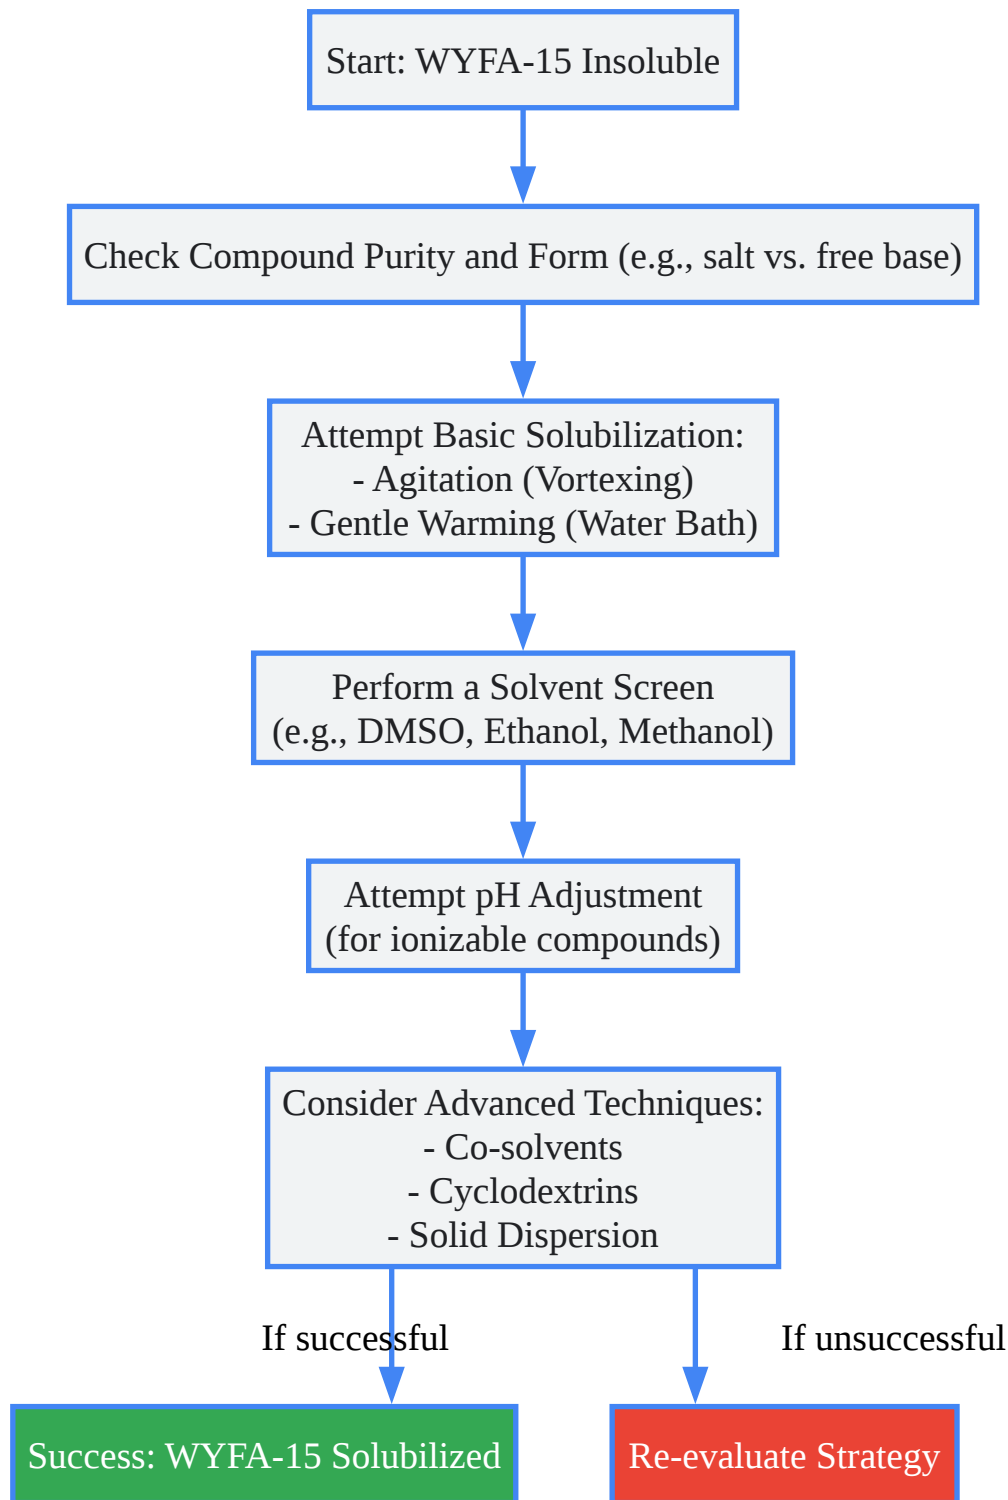 Start: WYFA-15 Insoluble
Check Compound Purity and Form (e.g., salt vs. free base)
Attempt Basic Solubilization:
- Agitation (Vortexing)
- Gentle Warming (Water Bath)
Perform a Solvent Screen
(e.g., DMSO, Ethanol, Methanol)
Attempt pH Adjustment
(for ionizable compounds)
Consider Advanced Techniques:
- Co-solvents
- Cyclodextrins
- Solid Dispersion
If successful
If unsuccessful
Success: WYFA-15 Solubilized
Re-evaluate Strategy